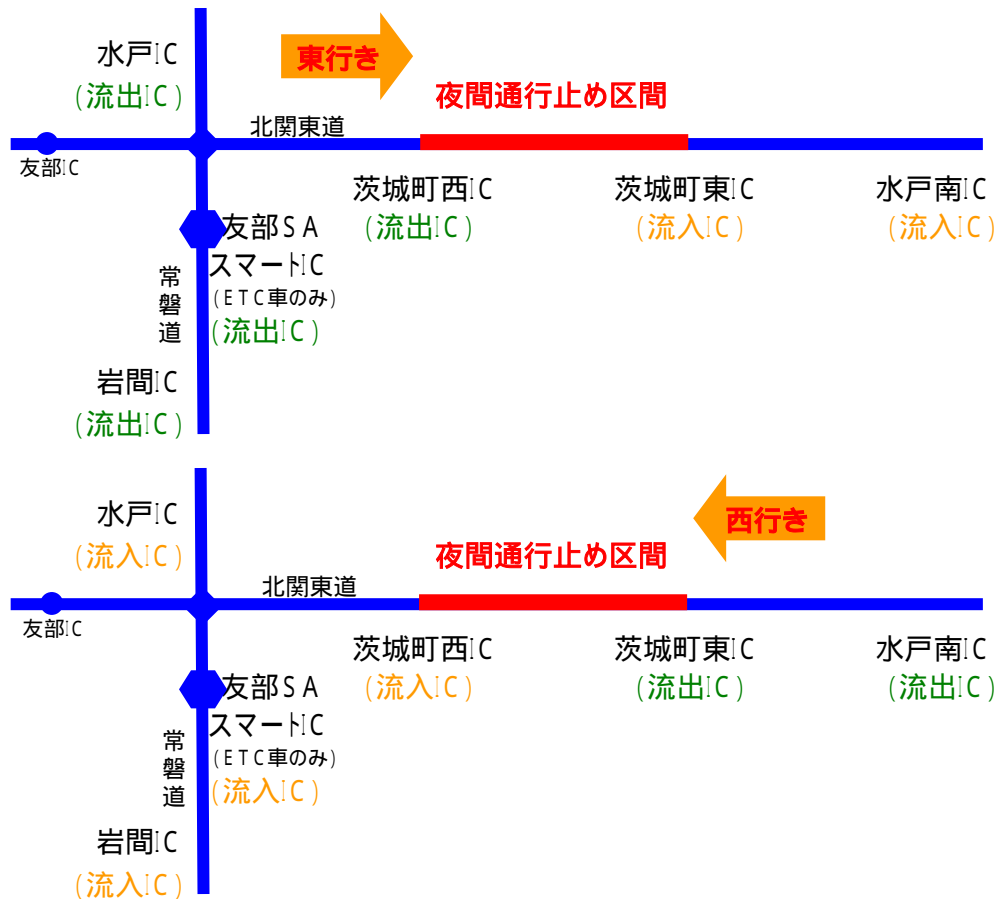 水戸IC
(流出IC)
東行き
夜間通行止め区間
北関東道
友部IC
茨城町西IC
(流出IC)
茨城町東IC
(流入IC)
水戸南IC
(流入IC)
友部SA
スマートIC
(ETC車のみ)
(流出IC)
常磐道
岩間IC
(流出IC)
水戸IC
(流入IC)
西行き
夜間通行止め区間
北関東道
友部IC
茨城町西IC
(流入IC)
茨城町東IC
(流出IC)
水戸南IC
(流出IC)
友部SA
スマートIC
(ETC車のみ)
(流入IC)
常磐道
岩間IC
(流入IC)